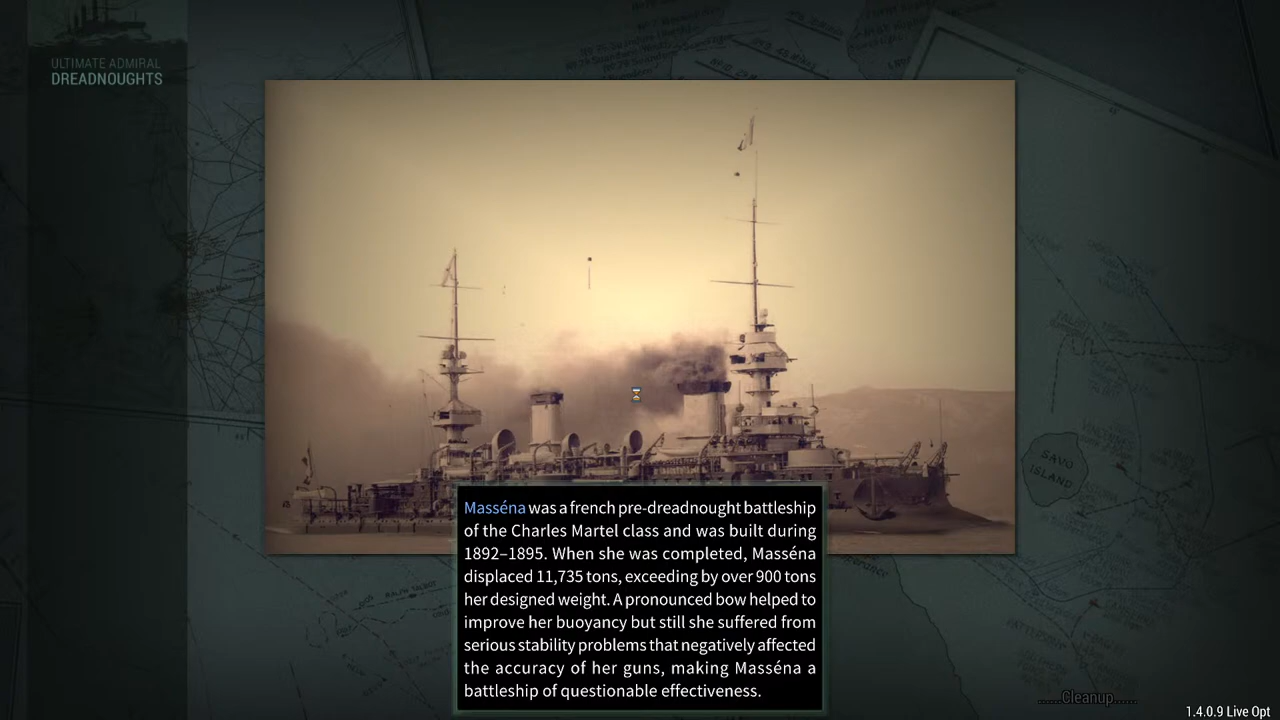 ULTIMATE ADMIRAL
DREADNOUGHTS
SAVO
ISLAND
Masséna was a french pre-dreadnought battleship
of the Charles Martel class and was built during
1892–1895. When she was completed, Masséna
displaced 11,735 tons, exceeding by over 900 tons
her designed weight. A pronounced bow helped to
improve her buoyancy but still she suffered from
serious stability problems that negatively affected
the accuracy of her guns, making Masséna a
battleship of questionable effectiveness.
......Cleanup......
1.4.0.9 Live Opt